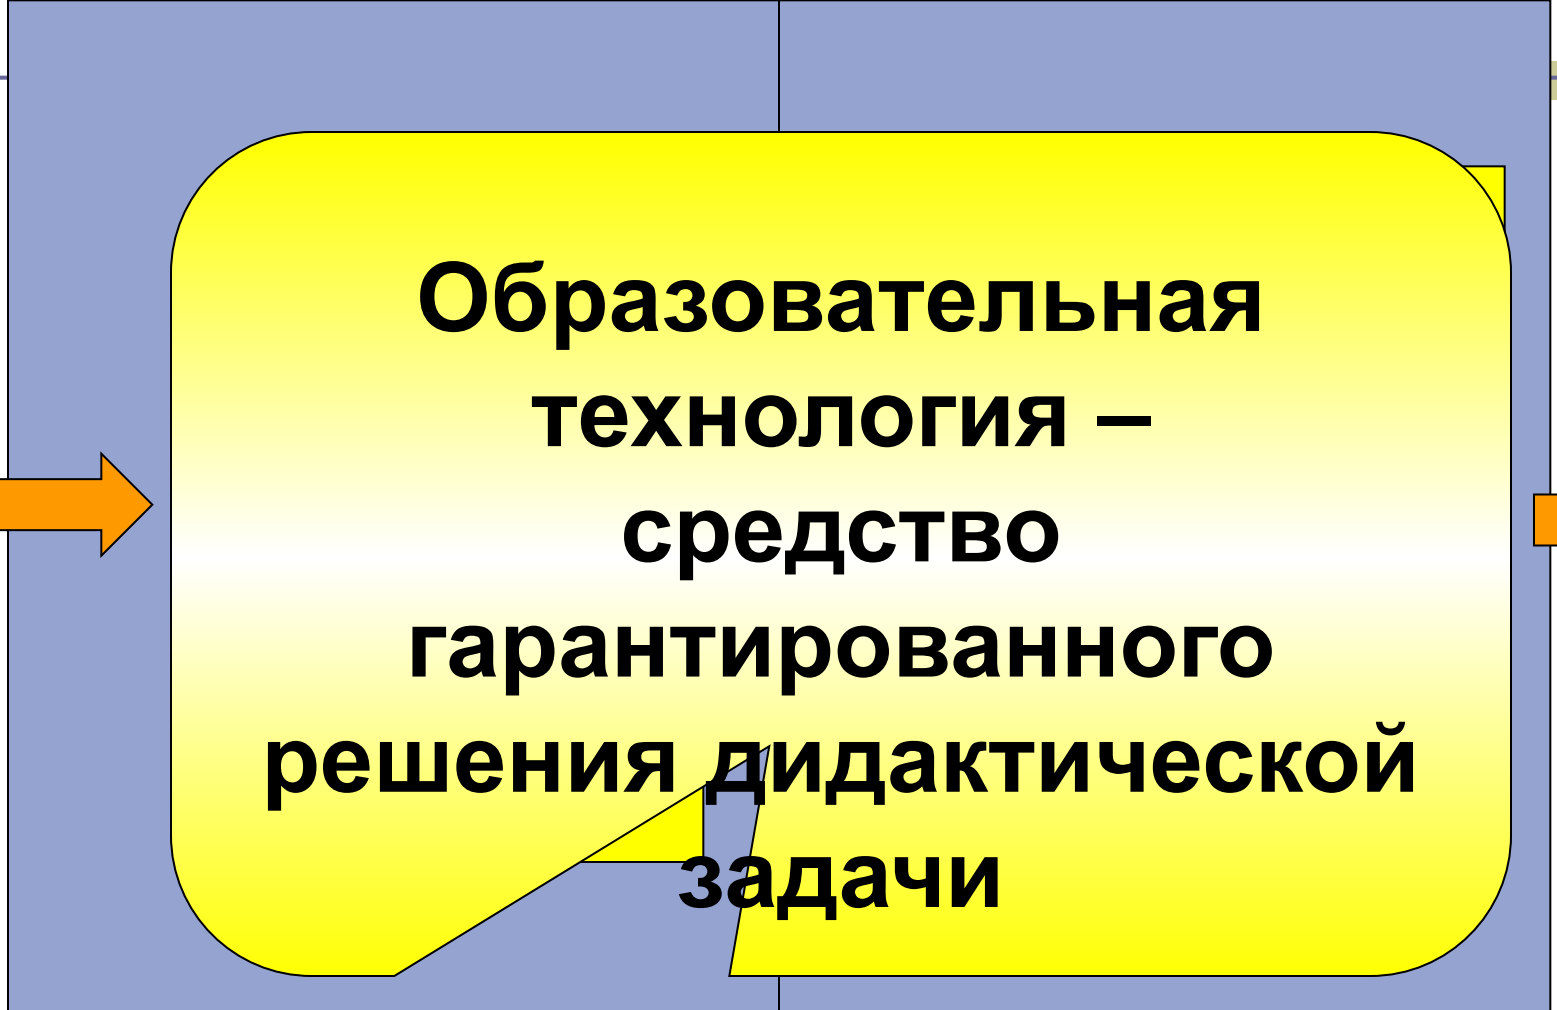 Образовательная
технология –
средство
гарантированного
решения дидактической
задачи